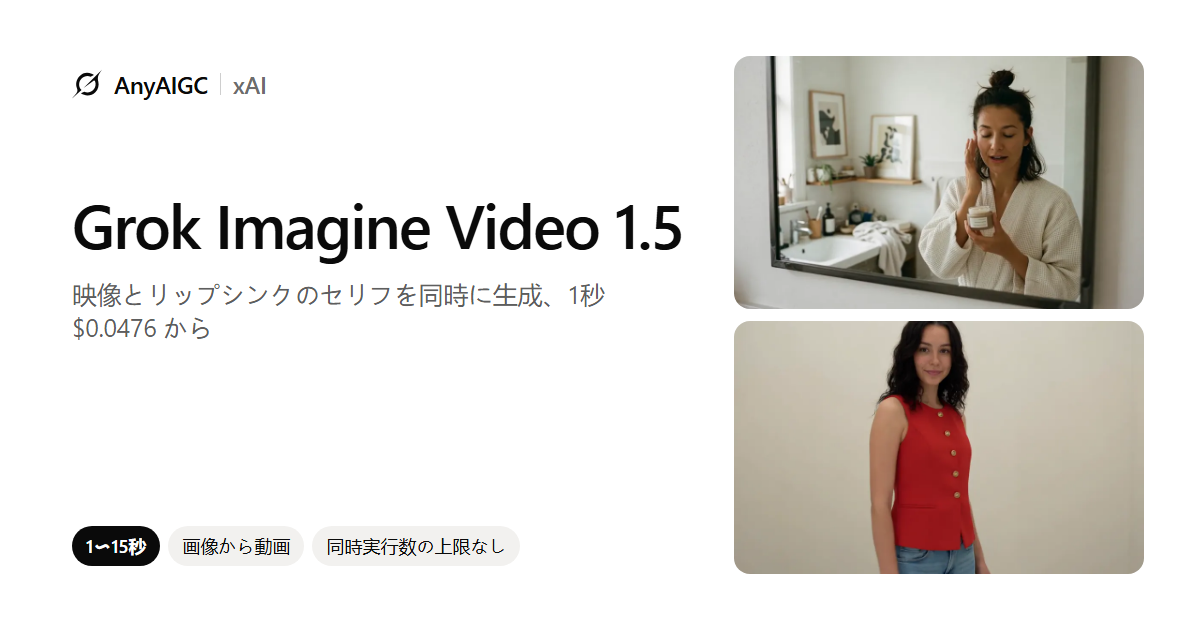 AnyAIGC | xAI
Grok Imagine Video 1.5
映像とリップシンクのセリフを同時に生成、1秒
$0.0476 から
1〜15秒
画像から動画
同時実行数の上限なし